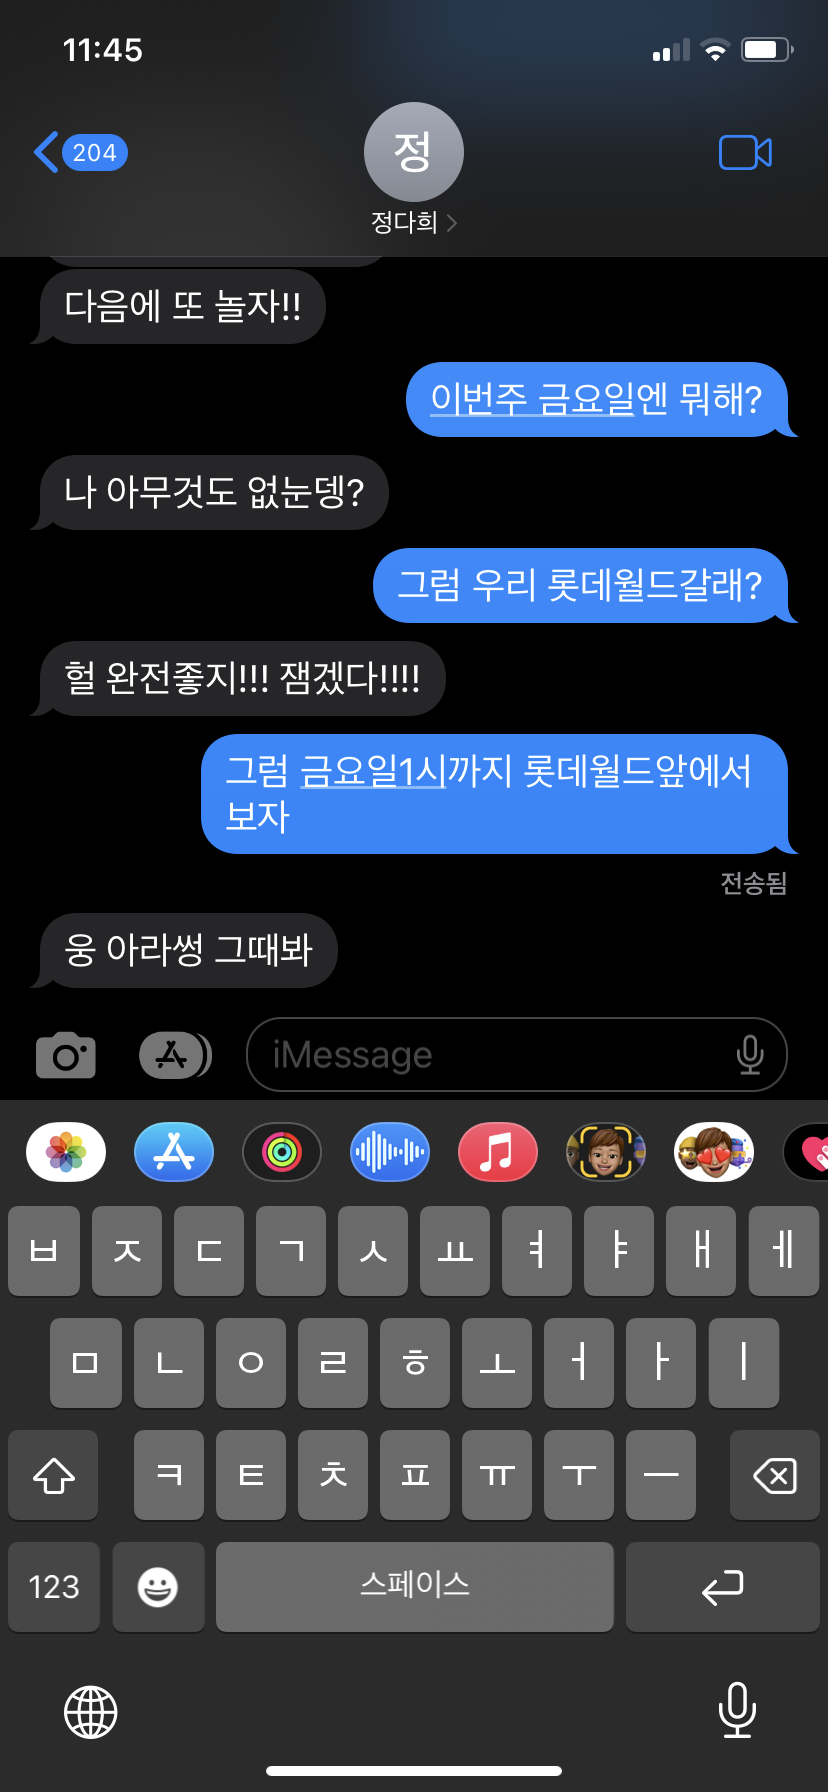 11:45
204
정
정다희
다음에 또 놀자!!
이번주 금요일엔 뭐해?
나 아무것도 없눈뎅?
그럼 우리 롯데월드갈래?
헐 완전좋지!!! 잼겠다!!!!
그럼 금요일1시까지 롯데월드앞에서
보자
전송됨
웅 아라썽 그때봐
iMessage
ㅂ ㅈ ㄷ ㄱ ㅅ ㅛ ㅕ ㅑ ㅐ ㅔ
ㅁ ㄴ ㅇ ㄹ ㅎ ㅗ ㅓ ㅏ ㅣ
ㅋ ㅌ ㅊ ㅍ ㅠ ㅜ ㅡ
123 스페이스